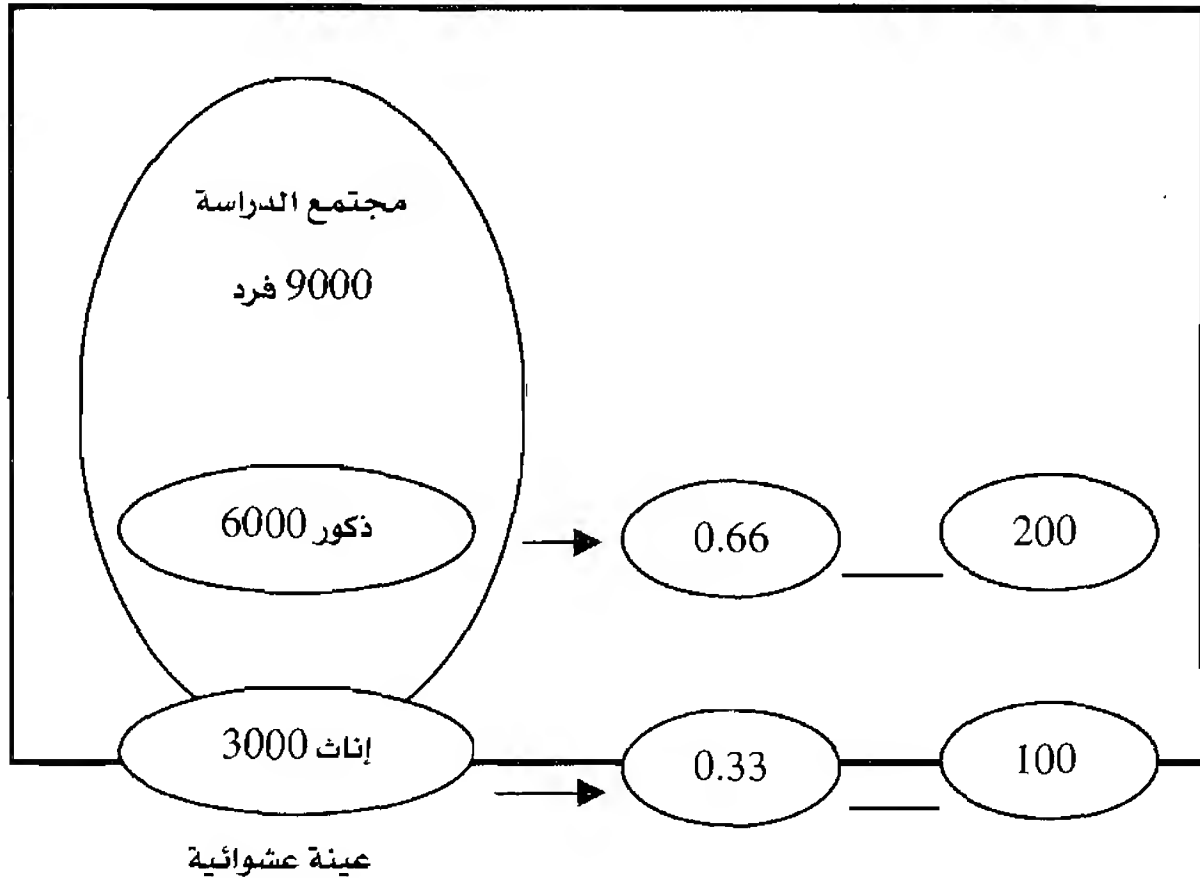 مجتمع الدراسة
9000 فرد
ذكور 6000
0.66
200
إناث 3000
0.33
100
عينة عشوائية